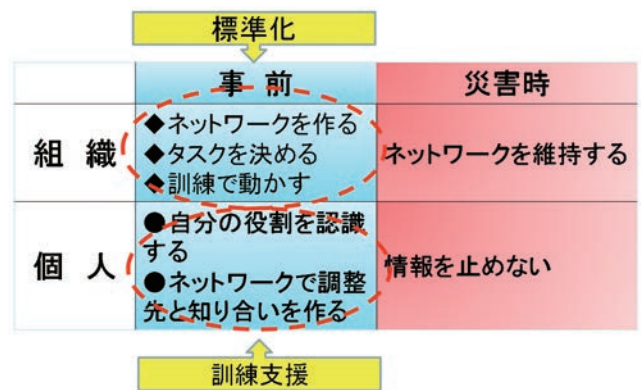 標準化
事前
災害時
組織
◆ネットワークを作る
◆タスクを決める
◆訓練で動かす
ネットワークを維持する
個人
●自分の役割を認識
する
●ネットワークで調整
先と知り合いを作る
情報を止めない
訓練支援